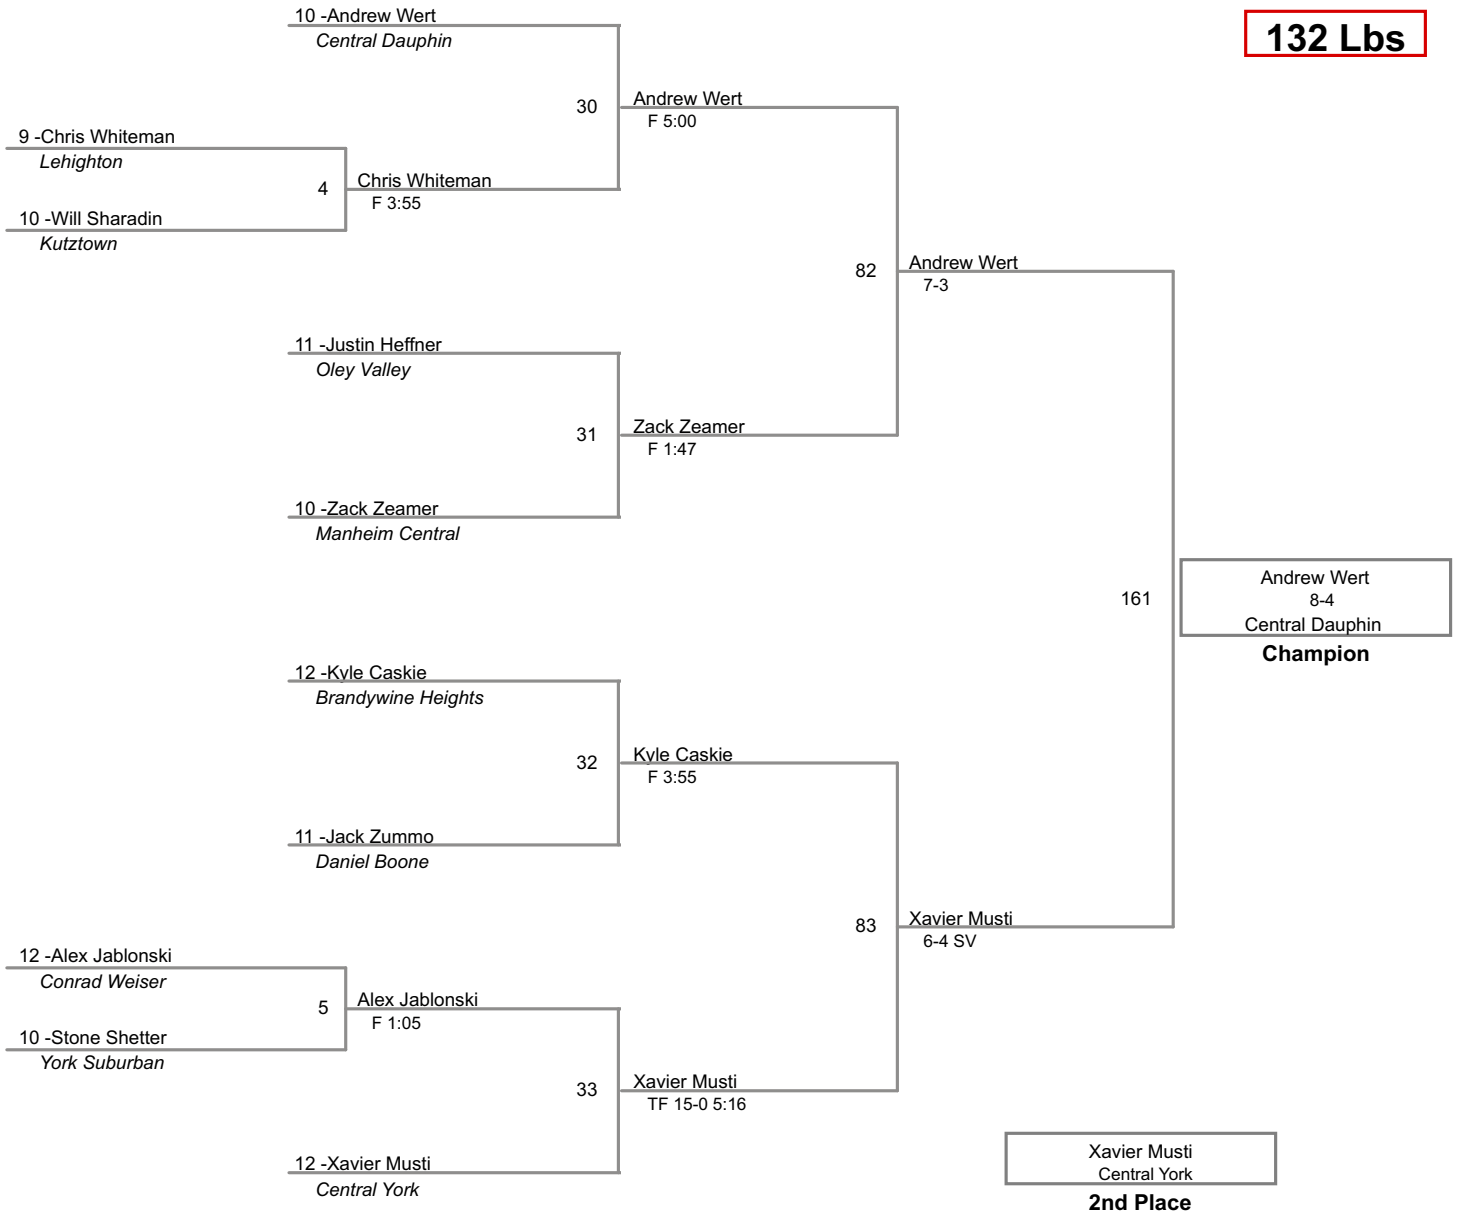 132 Lbs
10 -Andrew Wert
Central Dauphin
30
Andrew Wert
F 5:00
9 -Chris Whiteman
Lehighton
4
Chris Whiteman
F 3:55
10 -Will Sharadin
Kutztown
82
Andrew Wert
7-3
11 -Justin Heffner
Oley Valley
31
Zack Zeamer
F 1:47
10 -Zack Zeamer
Manheim Central
161
Andrew Wert
8-4
Central Dauphin
Champion
12 -Kyle Caskie
Brandywine Heights
32
Kyle Caskie
F 3:55
11 -Jack Zummo
Daniel Boone
83
Xavier Musti
6-4 SV
12 -Alex Jablonski
Conrad Weiser
5
Alex Jablonski
F 1:05
10 -Stone Shetter
York Suburban
33
Xavier Musti
TF 15-0 5:16
12 -Xavier Musti
Central York
Xavier Musti
Central York
2nd Place